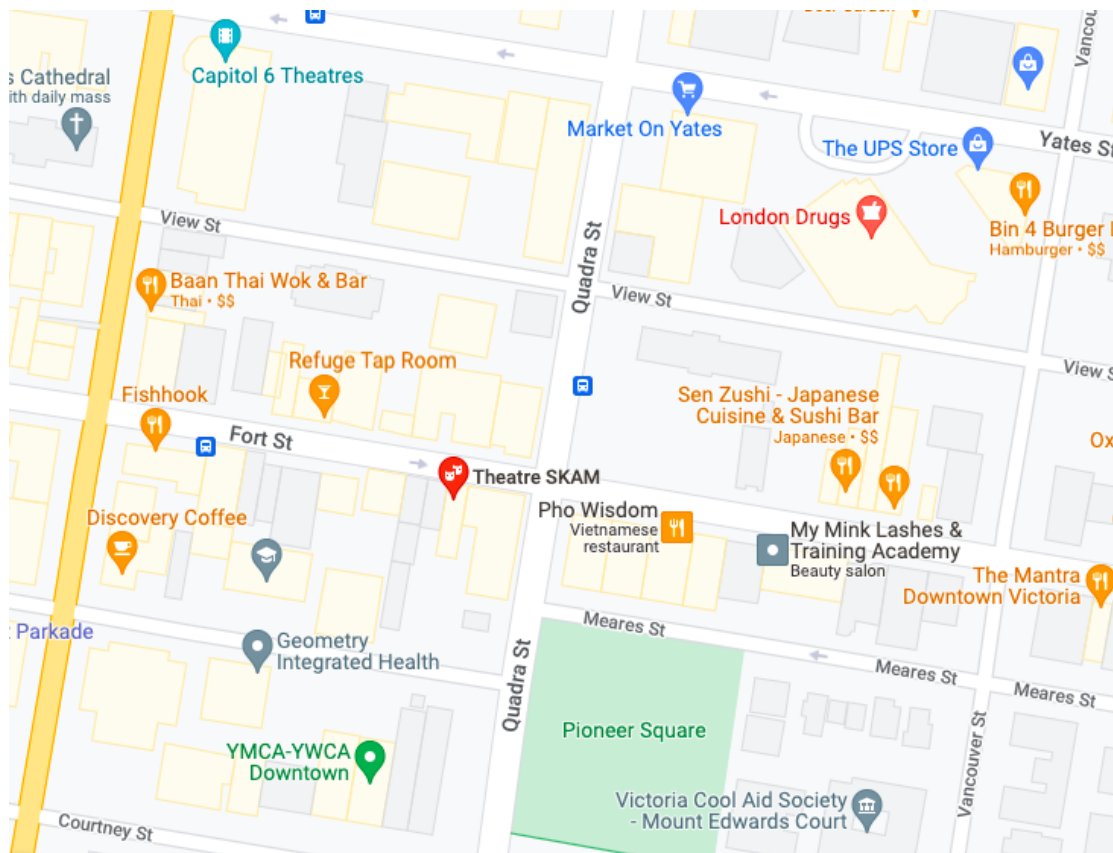 Capitol 6 Theatres
s Cathedral
ith daily mass
Market On Yates
Vancouver
Yates St
The UPS Store
London Drugs
Bin 4 Burger
Hamburger • $$
View St
Quadra St
View St
View S
Baan Thai Wok & Bar
Thai • $$
Refuge Tap Room
Fishhook
Fort St
Sen Zushi - Japanese
Cuisine & Sushi Bar
Japanese • $$
Ox
Theatre SKAM
Pho Wisdom
Vietnamese
restaurant
My Mink Lashes &
Training Academy
Beauty salon
Discovery Coffee
The Mantra
Downtown Victoria
Parkade
Geometry
Integrated Health
Meares St
Meares St
Meares St
Quadra St
Pioneer Square
Vancouver St
YMCA-YWCA
Downtown
Victoria Cool Aid Society
- Mount Edwards Court
Courtney St